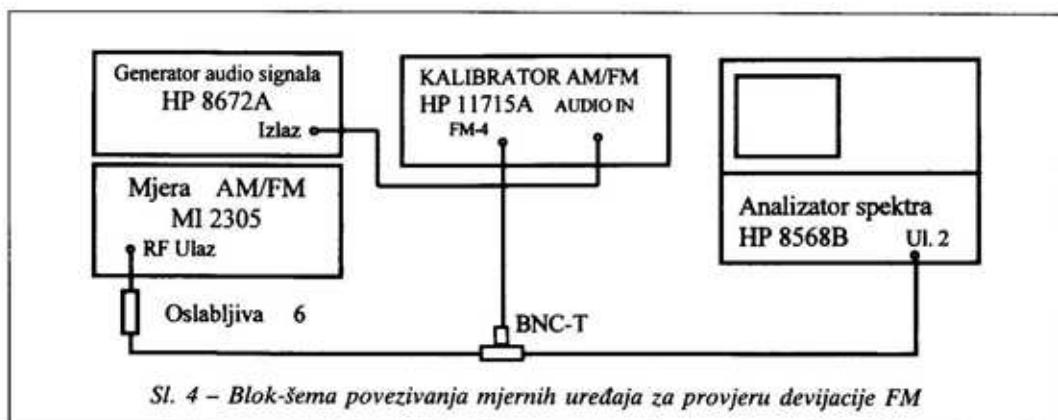 Generator audio signala
HP 8672A
Izlaz
KALIBRATOR AM/FM
HP 11715A AUDIO IN
FM-4
Mjera AM/FM
MI 2305
RF Ulaz
Analizator spektra
HP 8568B Ul. 2
Oslabljiva 6
BNC-T
Sl. 4 – Blok-šema povezivanja mjernih uređaja za provjeru devijacije FM